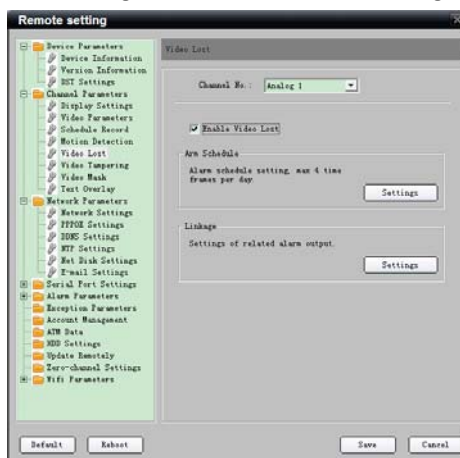 Remote setting
Device Parameters
Device Information
Version Information
DST Settings
Channel Parameters
Display Settings
Video Parameters
Schedule Record
Motion Detection
Video Lost
Video Tampering
Video Mask
Text Overlay
Network Parameters
Network Settings
PPPOE Settings
DDNS Settings
NTP Settings
Net Disk Settings
E-mail Settings
Serial Port Settings
Alarm Parameters
Exception Parameters
Account Management
ATM Data
HDD Settings
Update Remotely
Zero-channel Settings
Wifi Parameters
Video Lost
Channel No.: Analog 1
Enable Video Lost
Arm Schedule
Alarm schedule setting, max 4 time
frames per day
Settings
Linkage
Settings of related alarm output.
Settings
Default Reboot Save Cancel